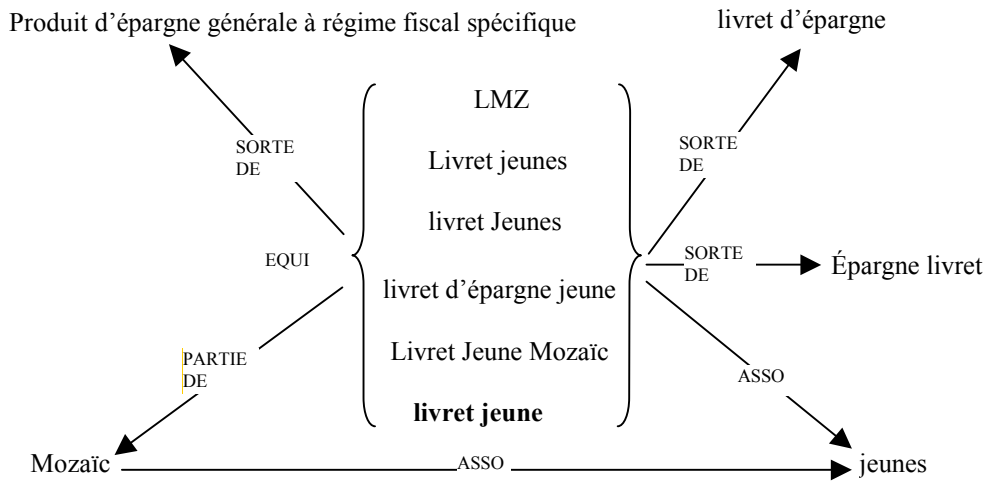 Produit d’épargne générale à régime fiscal spécifique
livret d’épargne
LMZ
SORTE
DE
SORTE
DE
Livret jeunes
livret Jeunes
EQUI
SORTE
DE
Épargne livret
livret d’épargne jeune
Livret Jeune Mozaïc
PARTIE
DE
ASSO
livret jeune
Mozaïc
ASSO
jeunes